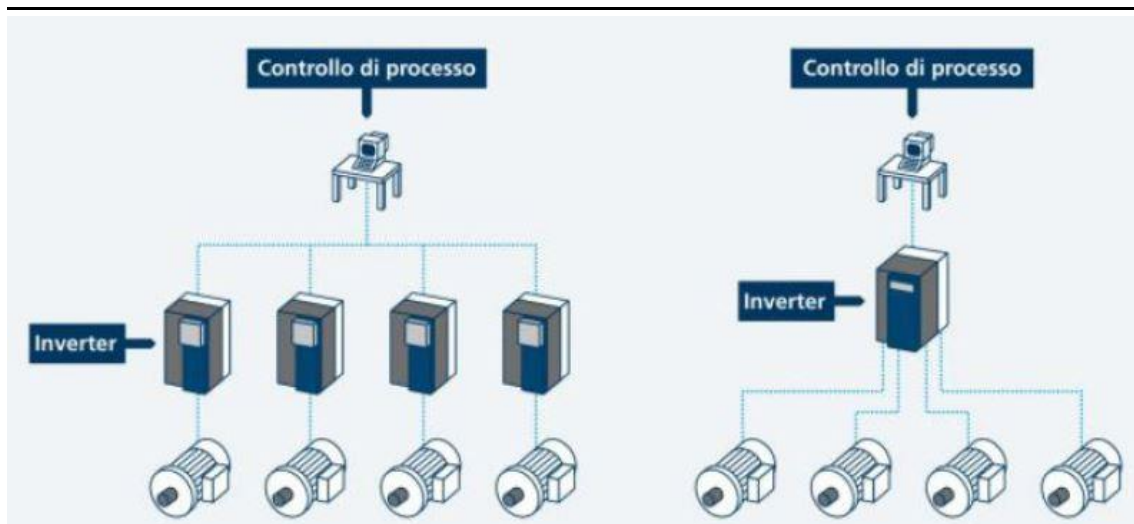 Controllo di processo
Controllo di processo
Inverter
Inverter